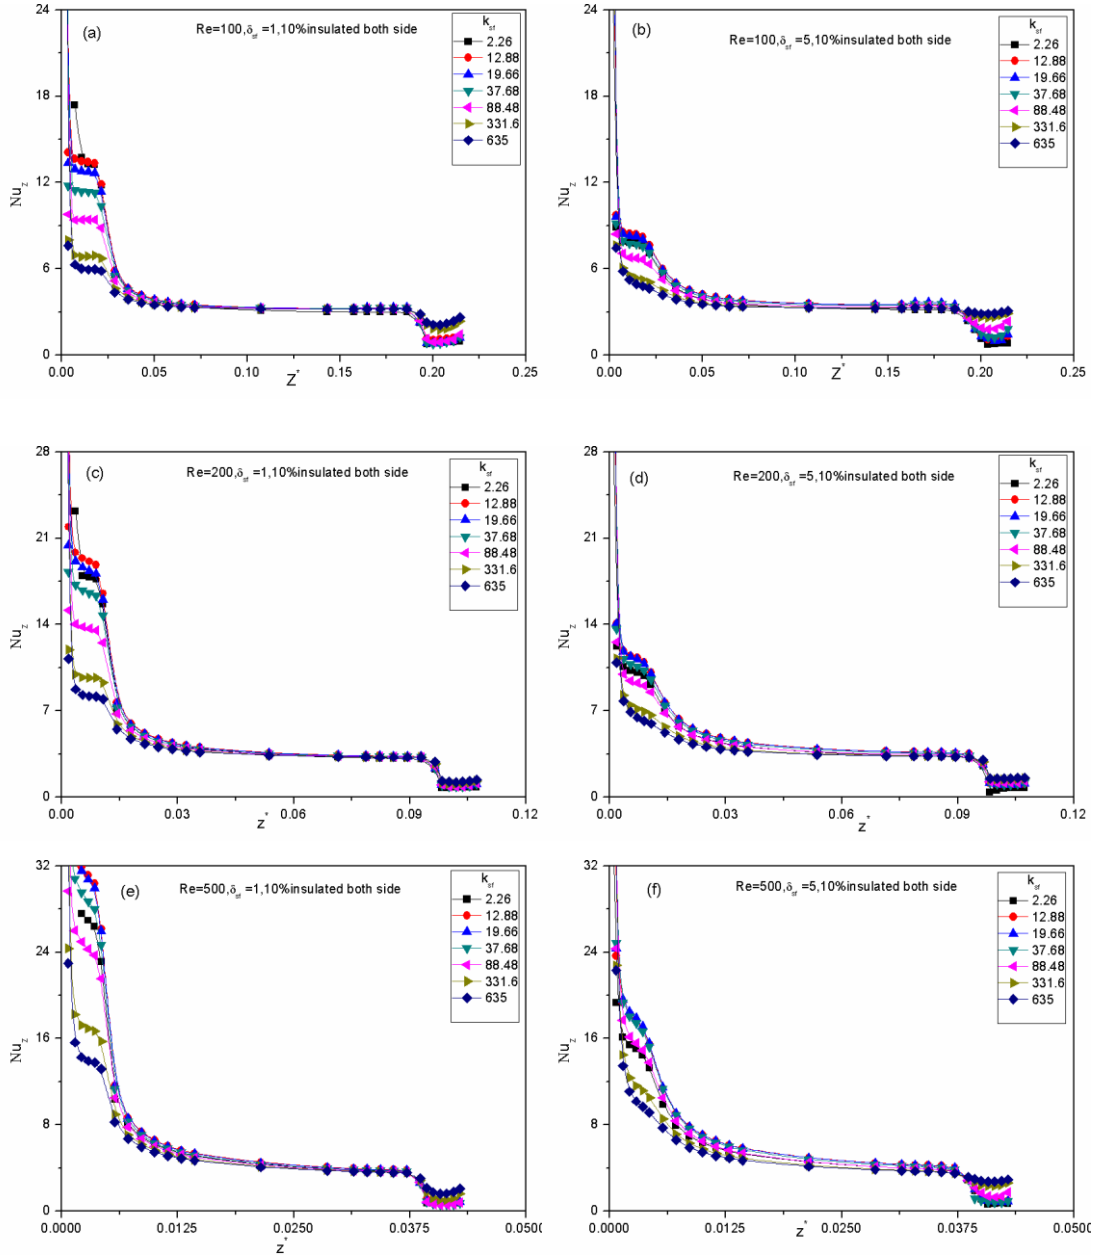 (a)
Re=100,δsf =1,10%insulated both side
ksf
2.26
12.88
19.66
37.68
88.48
331.6
635
24
18
12
6
0
Nuz
0.00 0.05 0.10 0.15 0.20 0.25
Z*
(b)
Re=100,δsf =5,10%insulated both side
ksf
2.26
12.88
19.66
37.68
88.48
331.6
635
24
18
12
6
0
Nuz
0.00 0.05 0.10 0.15 0.20 0.25
Z*
(c)
Re=200,δsf =1,10%insulated both side
ksf
2.26
12.88
19.66
37.68
88.48
331.6
635
28
21
14
7
0
Nuz
0.00 0.03 0.06 0.09 0.12
z*
(d)
Re=200,δsf =5,10%insulated both side
ksf
2.26
12.88
19.66
37.68
88.48
331.6
635
28
21
14
7
0
Nuz
0.00 0.03 0.06 0.09 0.12
z*
(e)
Re=500,δsf =1,10%insulated both side
ksf
2.26
12.88
19.66
37.68
88.48
331.6
635
32
24
16
8
0
Nuz
0.0000 0.0125 0.0250 0.0375 0.0500
z*
(f)
Re=500,δsf =5,10%insulated both side
ksf
2.26
12.88
19.66
37.68
88.48
331.6
635
32
24
16
8
0
Nuz
0.0000 0.0125 0.0250 0.0375 0.0500
z*